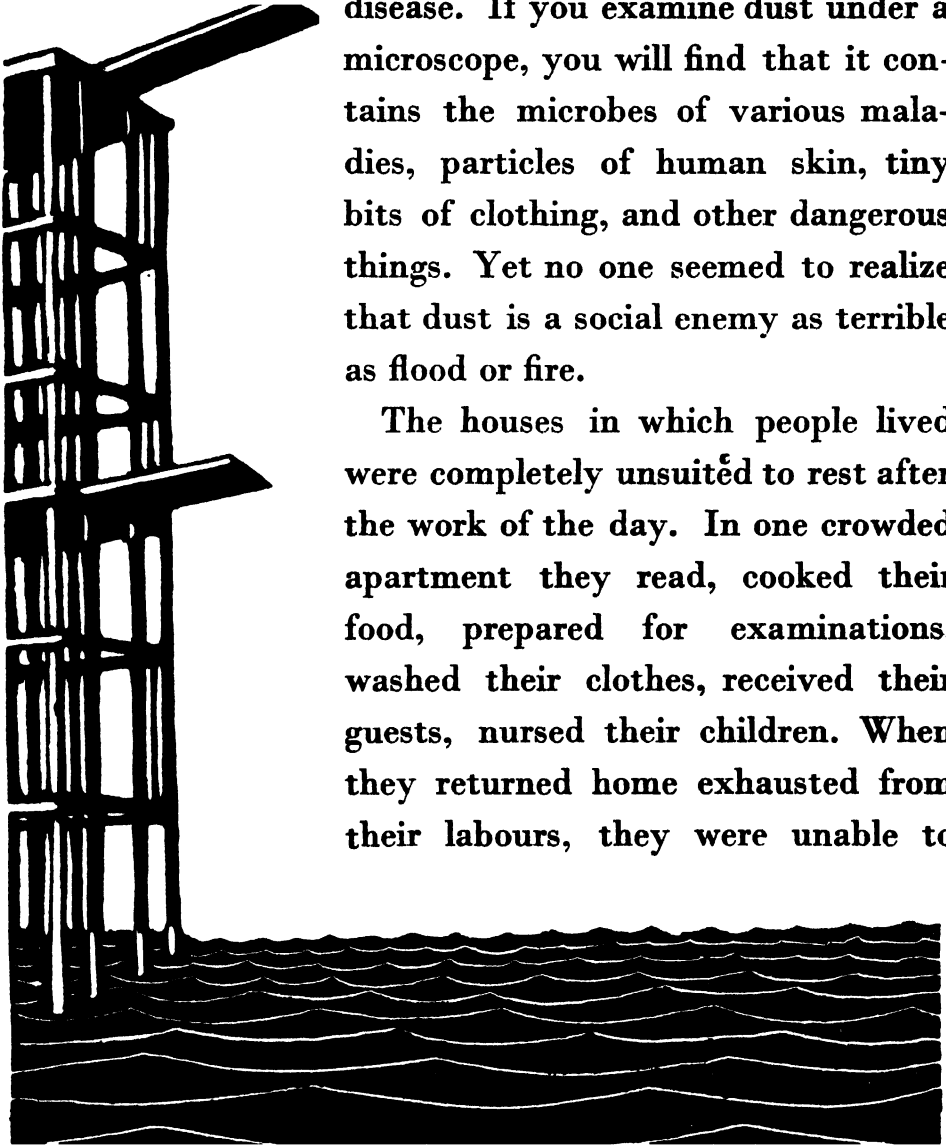 disease. If you examine dust under a
microscope, you will find that it con-
tains the microbes of various mala-
dies, particles of human skin, tiny
bits of clothing, and other dangerous
things. Yet no one seemed to realize
that dust is a social enemy as terrible
as flood or fire.
The houses in which people lived
were completely unsuited to rest after
the work of the day. In one crowded
apartment they read, cooked their
food, prepared for examinations,
washed their clothes, received their
guests, nursed their children. When
they returned home exhausted from
their labours, they were unable to